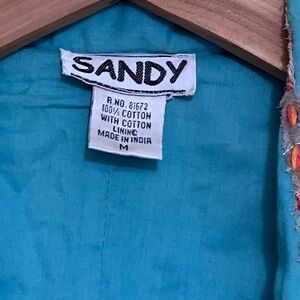 SANDY
R.NO. 81672
100% COTTON
WITH COTTON
LINING
MADE IN INDIA
M